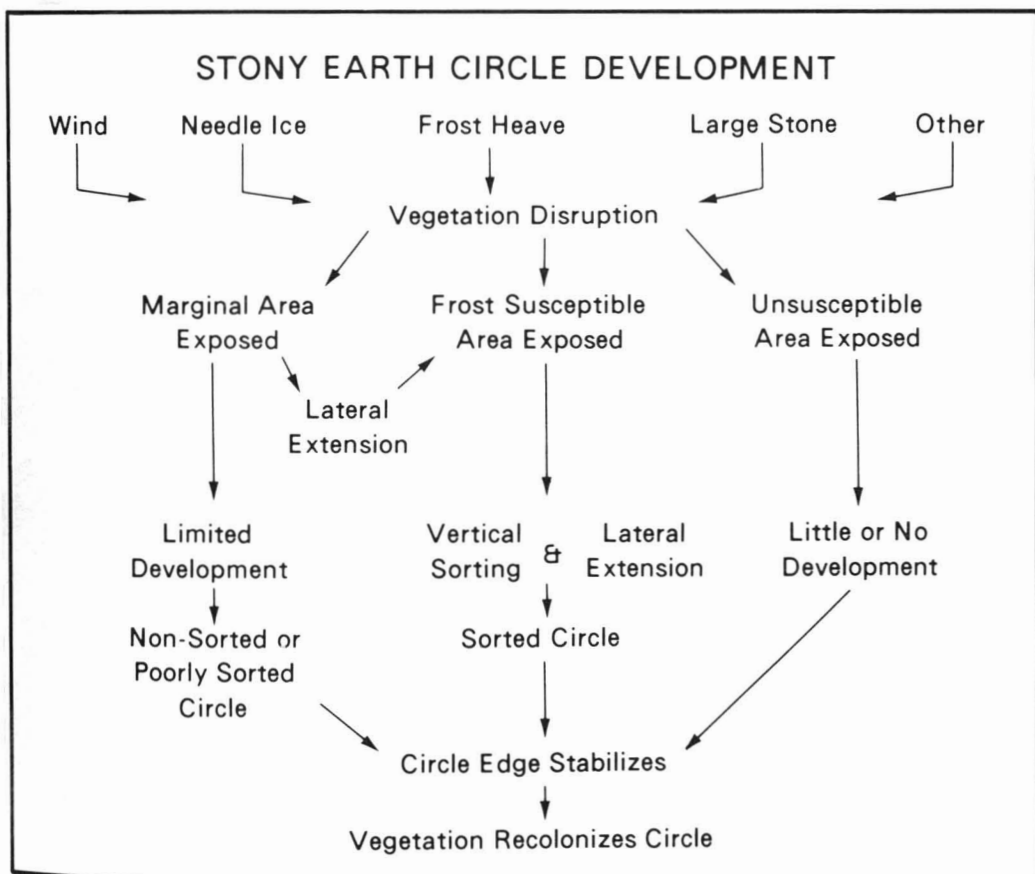 STONY EARTH CIRCLE DEVELOPMENT
Wind
Needle Ice
Frost Heave
Large Stone
Other
Vegetation Disruption
Marginal Area
Exposed
Frost Susceptible
Area Exposed
Unsusceptible
Area Exposed
Lateral
Extension
Limited
Development
Vertical
Sorting
&
Lateral
Extension
Little or No
Development
Non-Sorted or
Poorly Sorted
Circle
Sorted Circle
Circle Edge Stabilizes
Vegetation Recolonizes Circle